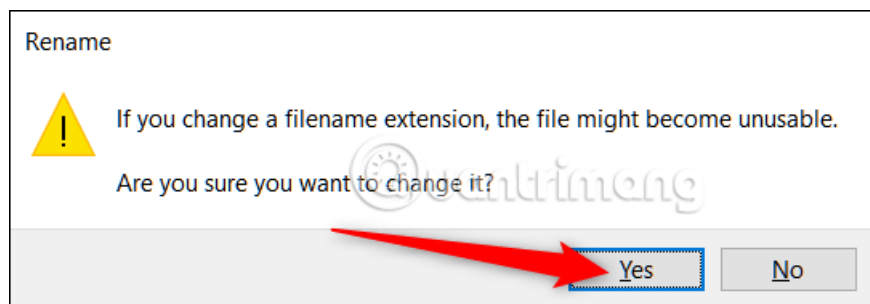 Rename
If you change a filename extension, the file might become unusable.
Are you sure you want to change it?
Quantrimang
Yes
No